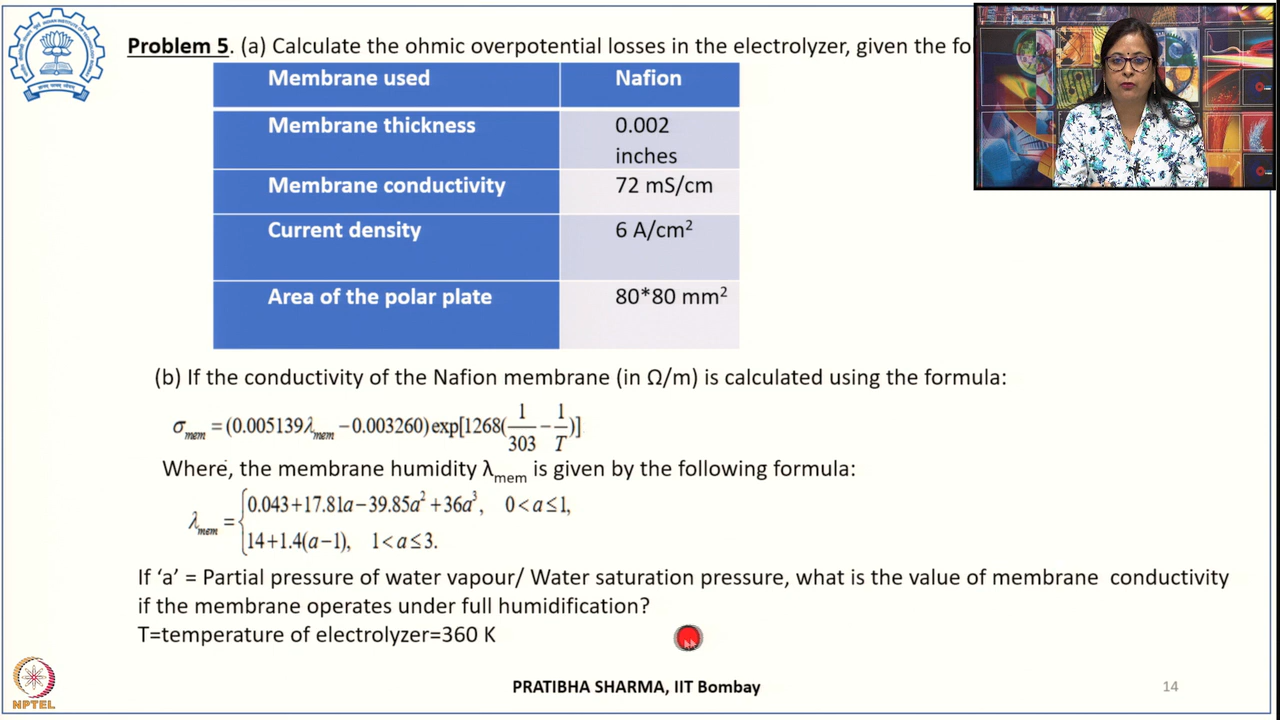 Problem 5. (a) Calculate the ohmic overpotential losses in the electrolyzer, given the fo
Membrane used Nafion
Membrane thickness 0.002
inches
Membrane conductivity 72 mS/cm
Current density 6 A/cm²
Area of the polar plate 80*80 mm²
(b) If the conductivity of the Nafion membrane (in Ω/m) is calculated using the formula:
σ_mem = (0.005139λ_mem − 0.003260) exp[1268(1/303 − 1/T)]
Where, the membrane humidity λ_mem is given by the following formula:
λ_mem = {0.043+17.81a−39.85a²+36a³, 0<a≤1,
14+1.4(a−1), 1<a≤3.
If 'a' = Partial pressure of water vapour/ Water saturation pressure, what is the value of membrane conductivity
if the membrane operates under full humidification?
T=temperature of electrolyzer=360 K
NPTEL
PRATIBHA SHARMA, IIT Bombay
14